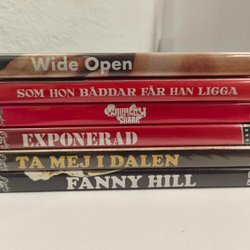 Wide Open
SOM HON BÄDDAR FÅR HAN LIGGA
EXPONERAD
TA MEJ I DALEN
FANNY HILL